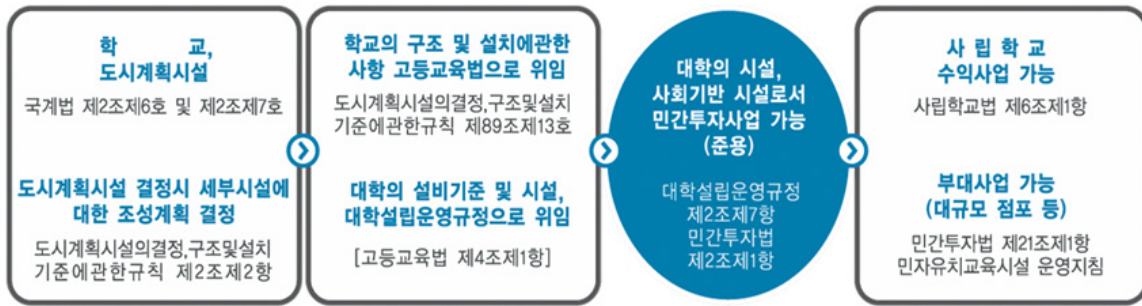 학 교,
도시계획시설
국계법 제2조제6호 및 제2조제7호
도시계획시설 결정시 세부시설에
대한 조성계획 결정
도시계획시설의결정,구조및설치
기준에관한규칙 제2조제2항
학교의 구조 및 설치에관한
사항 고등교육법으로 위임
도시계획시설의결정,구조및설치
기준에관한규칙 제89조제13호
대학의 설비기준 및 시설,
대학설립운영규정으로 위임
[고등교육법 제4조제1항]
대학의 시설,
사회기반 시설로서
민간투자사업 가능
(준용)
대학설립운영규정
제2조제7항
민간투자법
제2조제1항
사 립 학 교
수익사업 가능
사립학교법 제6조제1항
부대사업 가능
(대규모 점포 등)
민간투자법 제21조제1항
민자유치교육시설 운영지침